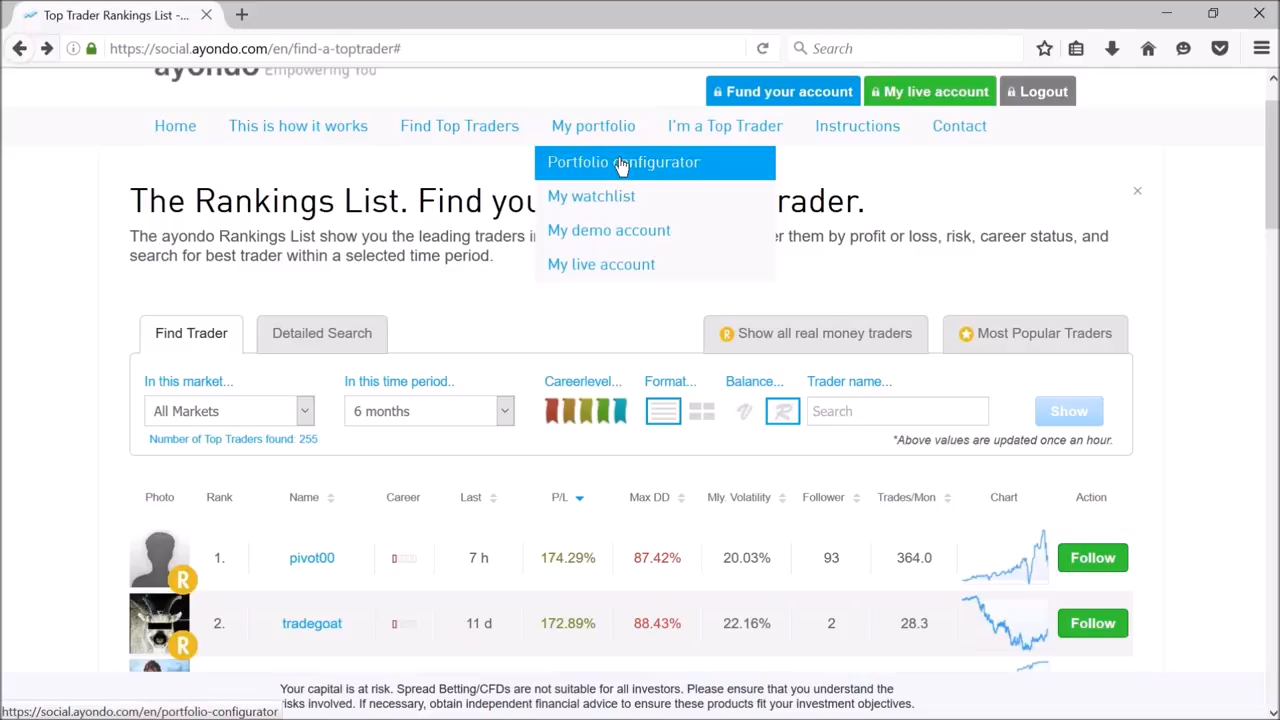 Top Trader Rankings List -...
https://social.ayondo.com/en/find-a-toptrader#
Search
ayondo Empowering You
Fund your account
My live account
Logout
Home
This is how it works
Find Top Traders
My portfolio
I'm a Top Trader
Instructions
Contact
Portfolio configurator
My watchlist
My demo account
My live account
The Rankings List. Find you rader.
The ayondo Rankings List show you the leading traders i er them by profit or loss, risk, career status, and
search for best trader within a selected time period.
Find Trader
Detailed Search
R Show all real money traders
Most Popular Traders
In this market...
In this time period..
Careerlevel...
Format...
Balance...
Trader name...
All Markets
6 months
V
R
Search
Show
Number of Top Traders found: 255
*Above values are updated once an hour.
Photo Rank Name Career Last P/L Max DD Mly. Volatility Follower Trades/Mon Chart Action
R 1. pivot00 7 h 174.29% 87.42% 20.03% 93 364.0 Follow
R 2. tradegoat 11 d 172.89% 88.43% 22.16% 2 28.3 Follow
Your capital is at risk. Spread Betting/CFDs are not suitable for all investors. Please ensure that you understand the
risks involved. If necessary, obtain independent financial advice to ensure these products fit your investment objectives.
https://social.ayondo.com/en/portfolio-configurator